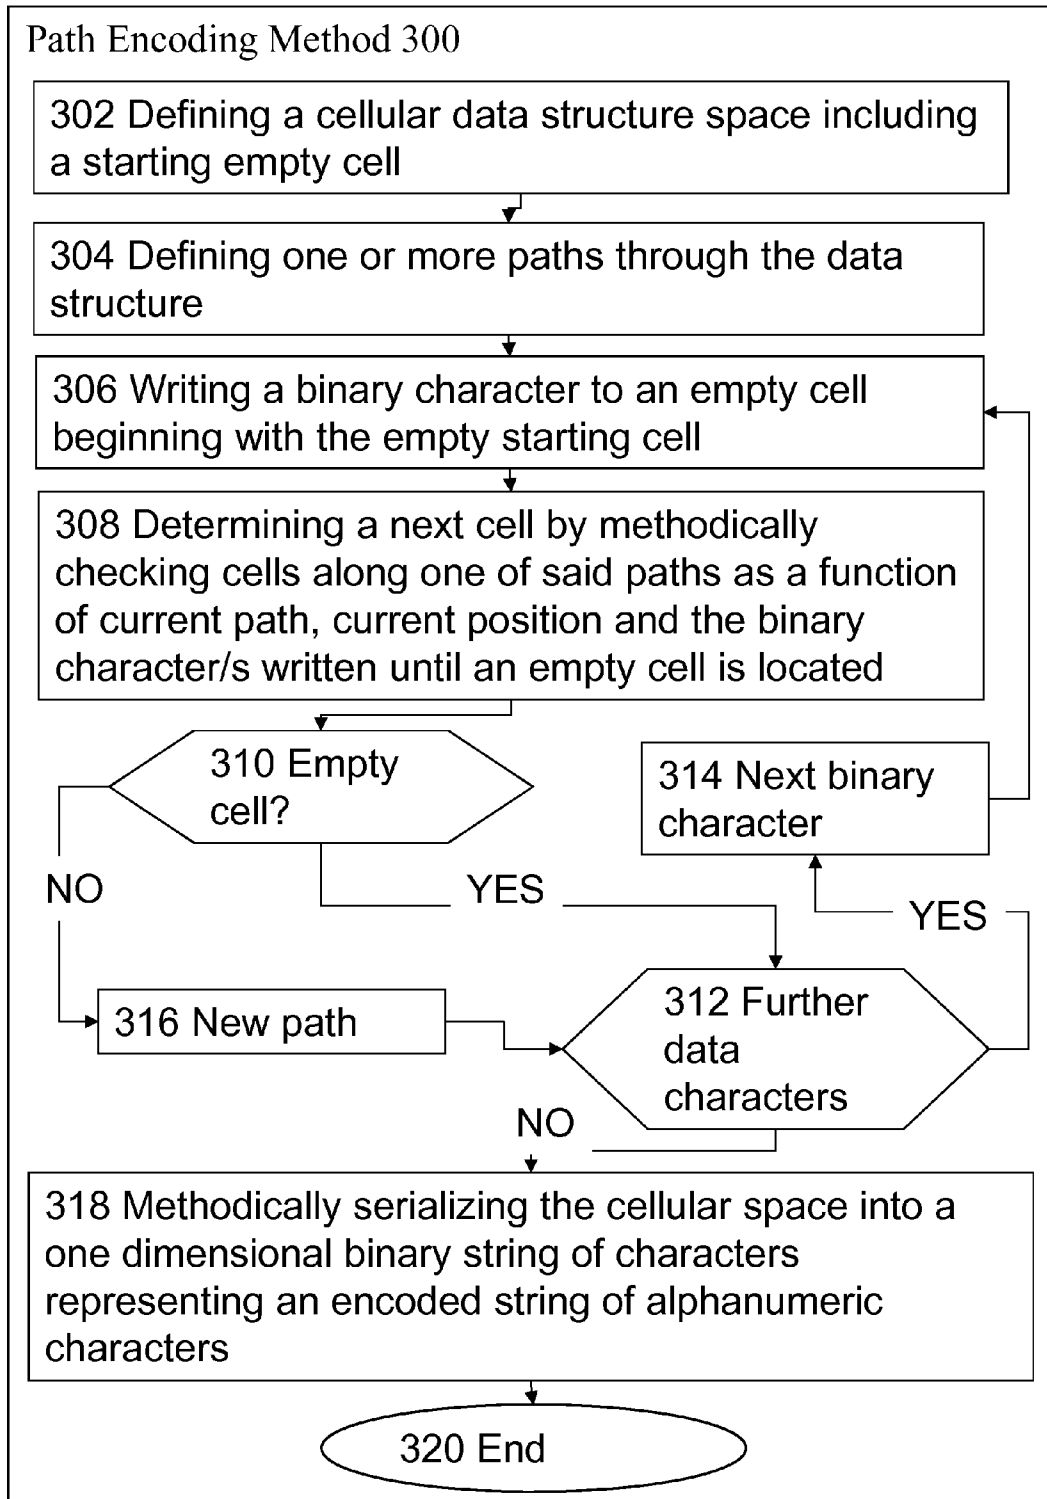 Path Encoding Method 300
302 Defining a cellular data structure space including
a starting empty cell
304 Defining one or more paths through the data
structure
306 Writing a binary character to an empty cell
beginning with the empty starting cell
308 Determining a next cell by methodically
checking cells along one of said paths as a function
of current path, current position and the binary
character/s written until an empty cell is located
310 Empty
cell?
314 Next binary
character
NO
YES
YES
316 New path
312 Further
data
characters
NO
318 Methodically serializing the cellular space into a
one dimensional binary string of characters
representing an encoded string of alphanumeric
characters
320 End